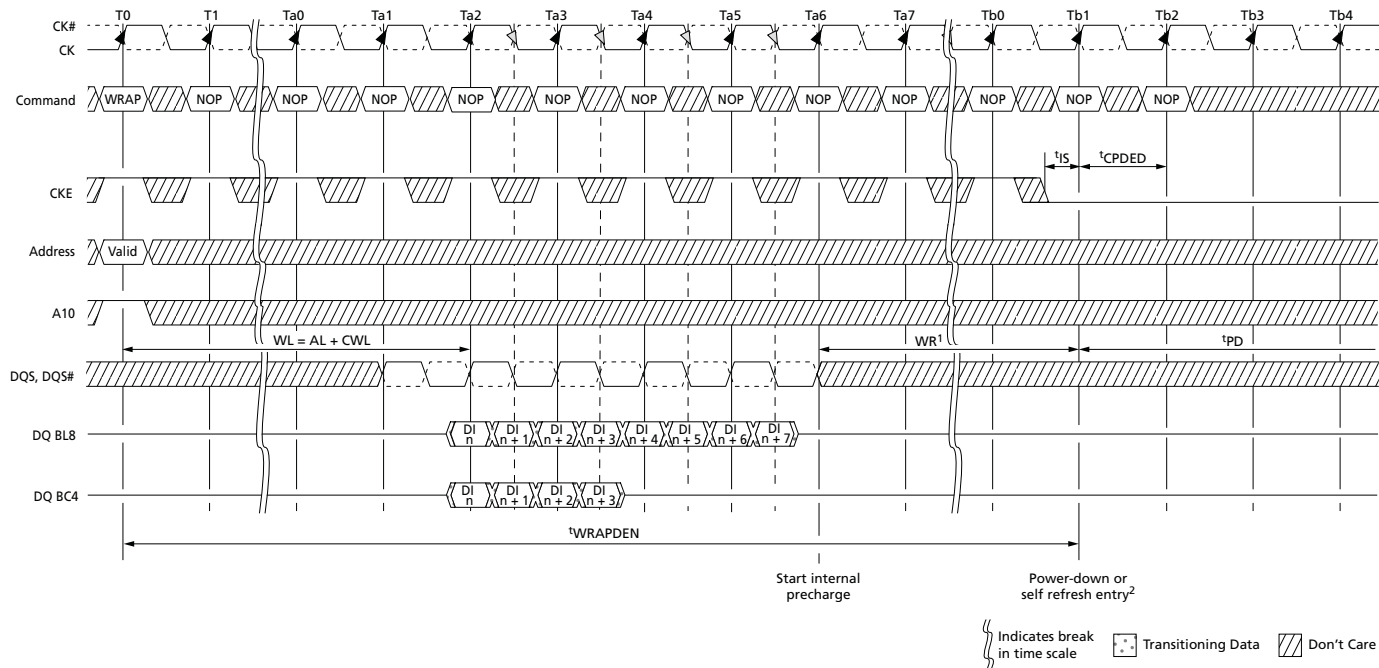 T0 T1 Ta0 Ta1 Ta2 Ta3 Ta4 Ta5 Ta6 Ta7 Tb0 Tb1 Tb2 Tb3 Tb4
CK#
CK
Command WRAP NOP NOP NOP NOP NOP NOP NOP NOP NOP NOP NOP NOP
tIS tCPDED
CKE
Address Valid
A10
WL = AL + CWL WR1 tPD
DQS, DQS#
DQ BL8 DI n DI n + 1 DI n + 2 DI n + 3 DI n + 4 DI n + 5 DI n + 6 DI n + 7
DQ BC4 DI n DI n + 1 DI n + 2 DI n + 3
tWRAPDEN
Start internal
precharge
Power-down or
self refresh entry2
Indicates break
in time scale
Transitioning Data
Don't Care